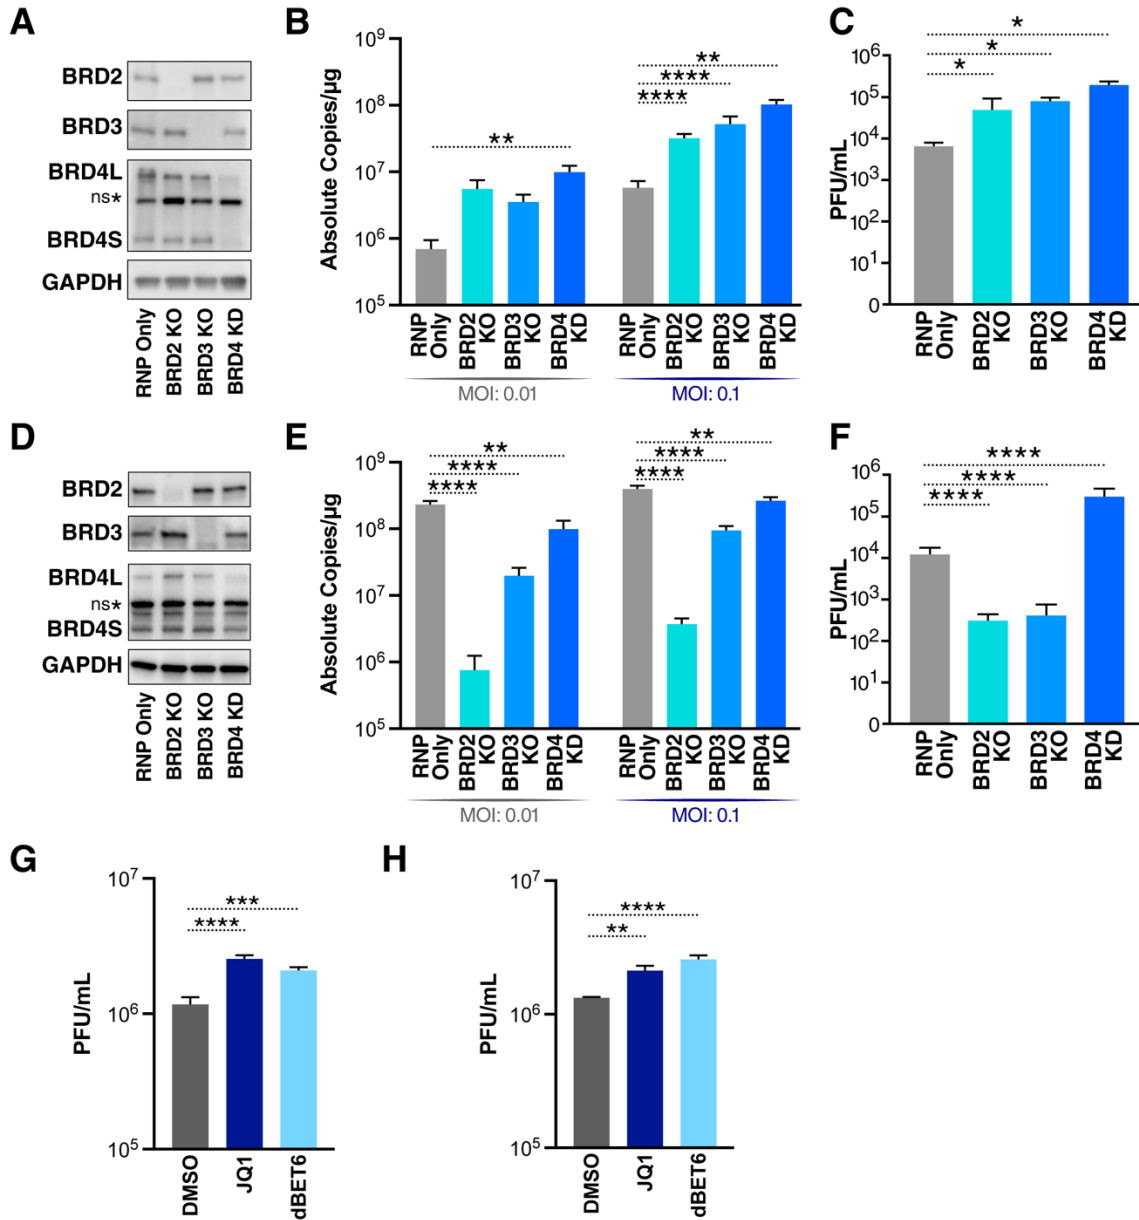 A
BRD2
BRD3
BRD4L
ns*
BRD4S
GAPDH
RNP Only
BRD2 KO
BRD3 KO
BRD4 KD
B
Absolute Copies/µg
10⁹
10⁸
10⁷
10⁶
10⁵
**
****
****
**
RNP
Only
BRD2
KO
BRD3
KO
BRD4
KD
RNP
Only
BRD2
KO
BRD3
KO
BRD4
KD
MOI: 0.01
MOI: 0.1
C
PFU/mL
10⁶
10⁵
10⁴
10³
10²
10¹
0
*
*
*
RNP
Only
BRD2
KO
BRD3
KO
BRD4
KD
D
BRD2
BRD3
BRD4L
ns*
BRD4S
GAPDH
RNP Only
BRD2 KO
BRD3 KO
BRD4 KD
E
Absolute Copies/µg
10⁹
10⁸
10⁷
10⁶
10⁵
**
****
****
**
****
****
RNP
Only
BRD2
KO
BRD3
KO
BRD4
KD
RNP
Only
BRD2
KO
BRD3
KO
BRD4
KD
MOI: 0.01
MOI: 0.1
F
PFU/mL
10⁶
10⁵
10⁴
10³
10²
10¹
0
****
****
****
RNP
Only
BRD2
KO
BRD3
KO
BRD4
KD
G
PFU/mL
10⁷
10⁶
10⁵
***
****
DMSO
JQ1
dBET6
H
PFU/mL
10⁷
10⁶
10⁵
****
**
DMSO
JQ1
dBET6